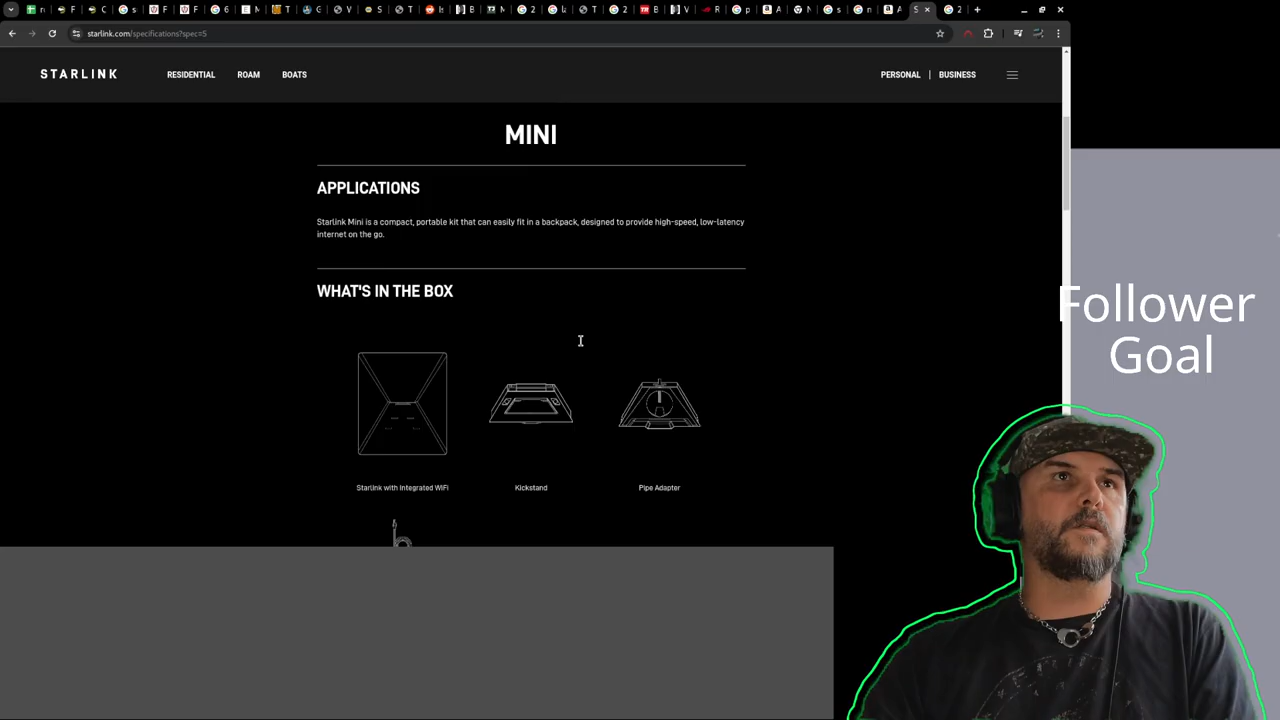 starlink.com/specifications?spec=5
STARLINK
RESIDENTIAL
ROAM
BOATS
PERSONAL
BUSINESS
MINI
APPLICATIONS
Starlink Mini is a compact, portable kit that can easily fit in a backpack, designed to provide high-speed, low-latency
internet on the go.
WHAT'S IN THE BOX
Starlink with Integrated WiFi
Kickstand
Pipe Adapter
Follower
Goal